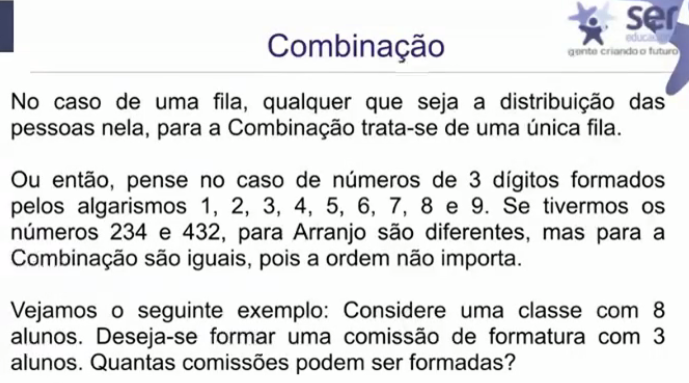 Combinação
ser
educacional
gente criando o futuro
No caso de uma fila, qualquer que seja a distribuição das
pessoas nela, para a Combinação trata-se de uma única fila.
Ou então, pense no caso de números de 3 dígitos formados
pelos algarismos 1, 2, 3, 4, 5, 6, 7, 8 e 9. Se tivermos os
números 234 e 432, para Arranjo são diferentes, mas para a
Combinação são iguais, pois a ordem não importa.
Vejamos o seguinte exemplo: Considere uma classe com 8
alunos. Deseja-se formar uma comissão de formatura com 3
alunos. Quantas comissões podem ser formadas?